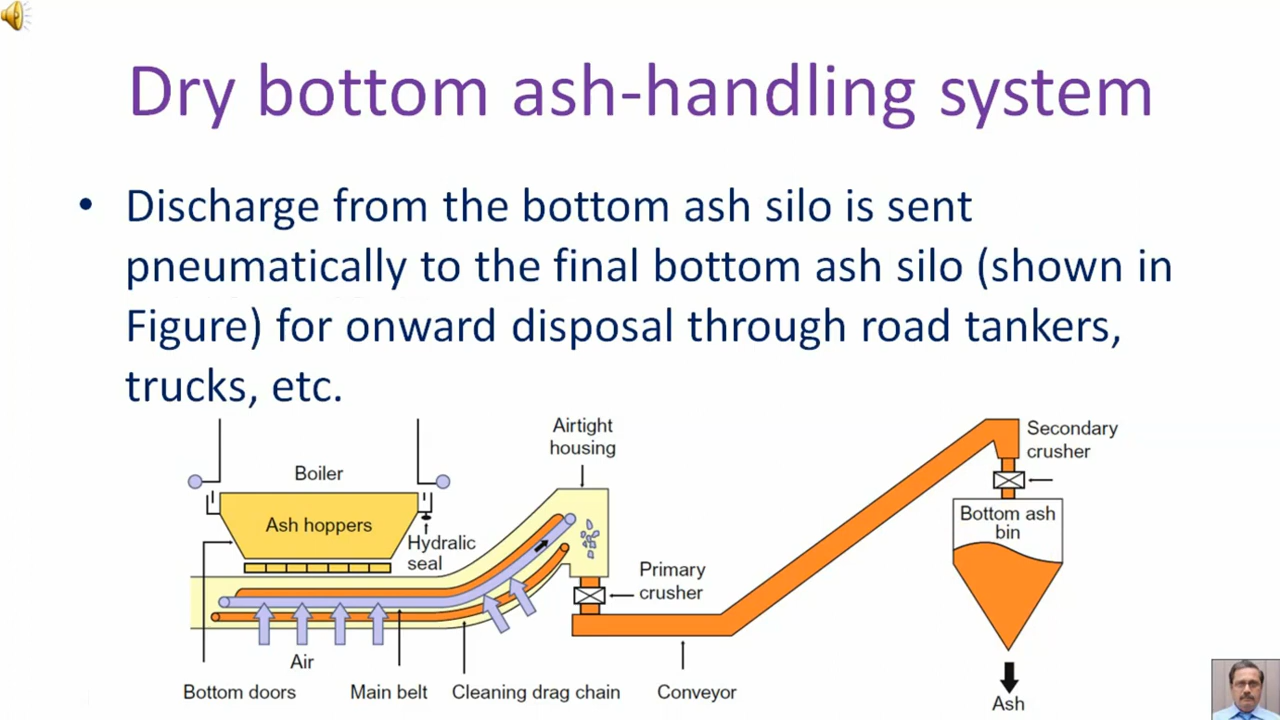 Dry bottom ash-handling system
• Discharge from the bottom ash silo is sent
pneumatically to the final bottom ash silo (shown in
Figure) for onward disposal through road tankers,
trucks, etc.
Airtight
housing
Secondary
crusher
Boiler
Ash hoppers
Bottom ash
bin
Hydralic
seal
Primary
crusher
Air
Bottom doors
Main belt
Cleaning drag chain
Conveyor
Ash